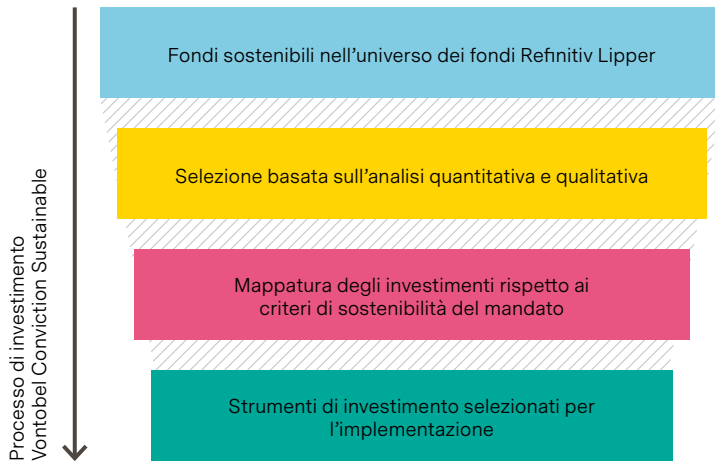 Processo di investimento
Vontobel Conviction Sustainable
Fondi sostenibili nell’universo dei fondi Refinitiv Lipper
Selezione basata sull’analisi quantitativa e qualitativa
Mappatura degli investimenti rispetto ai
criteri di sostenibilità del mandato
Strumenti di investimento selezionati per
l’implementazione